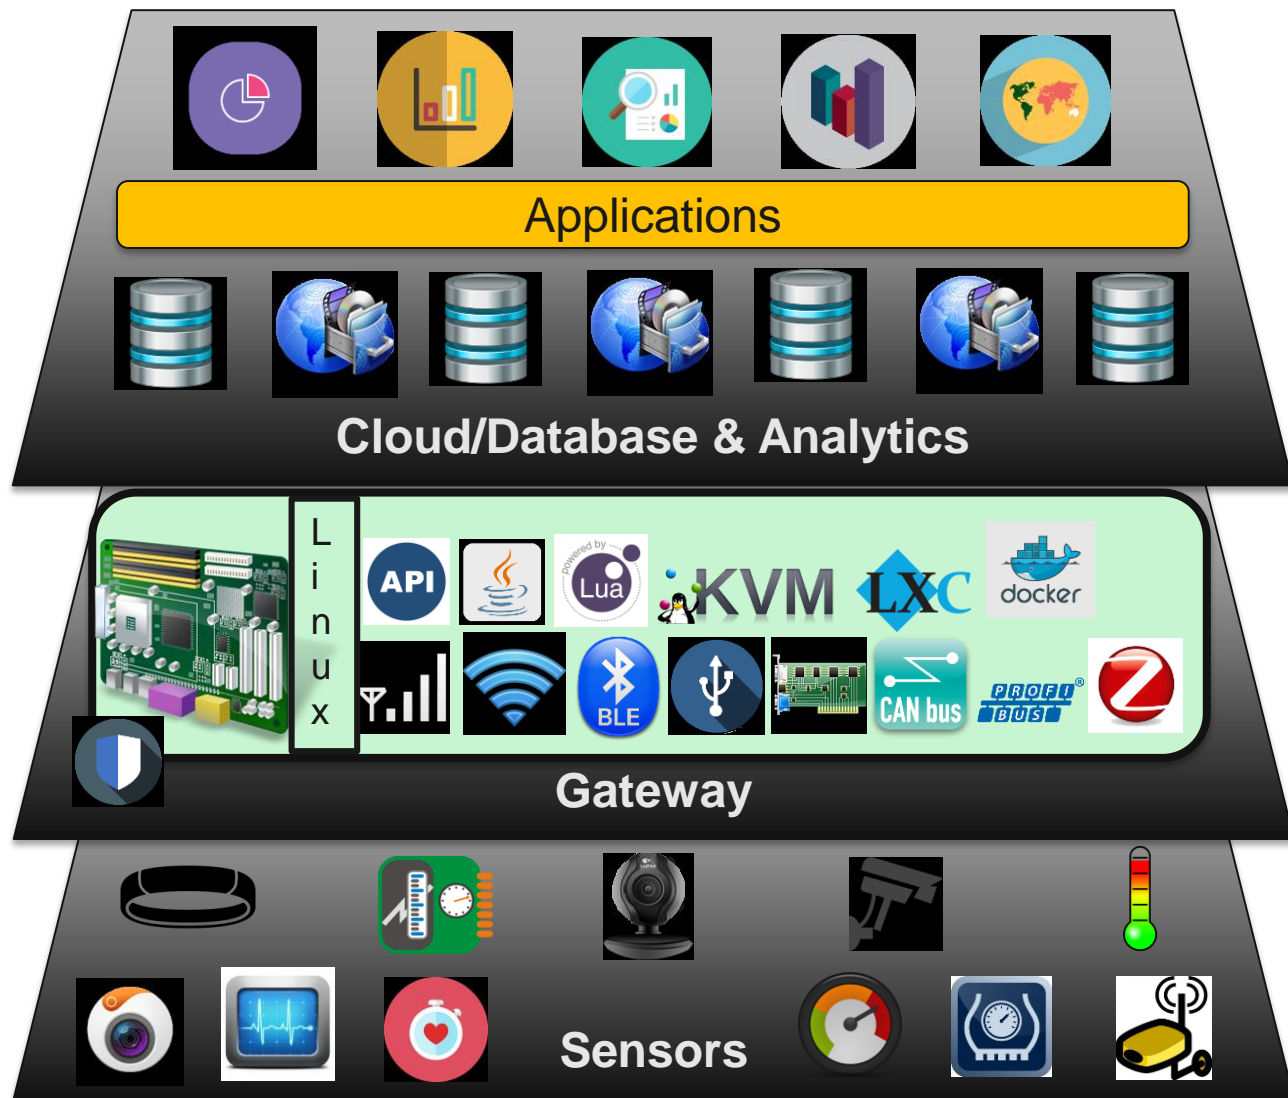 Applications
Cloud/Database & Analytics
Linux
API
powered by
Lua
KVM
LXC
docker
BLE
CAN bus
PROFI®
BUS
Z
Gateway
Sensors